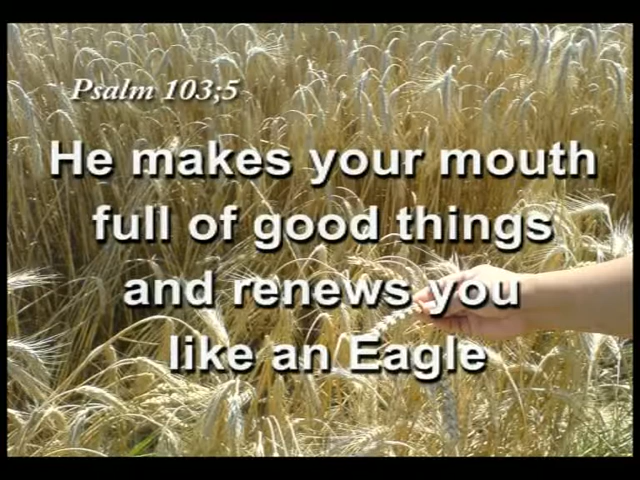 Psalm 103;5
He makes your mouth
full of good things
and renews you
like an Eagle